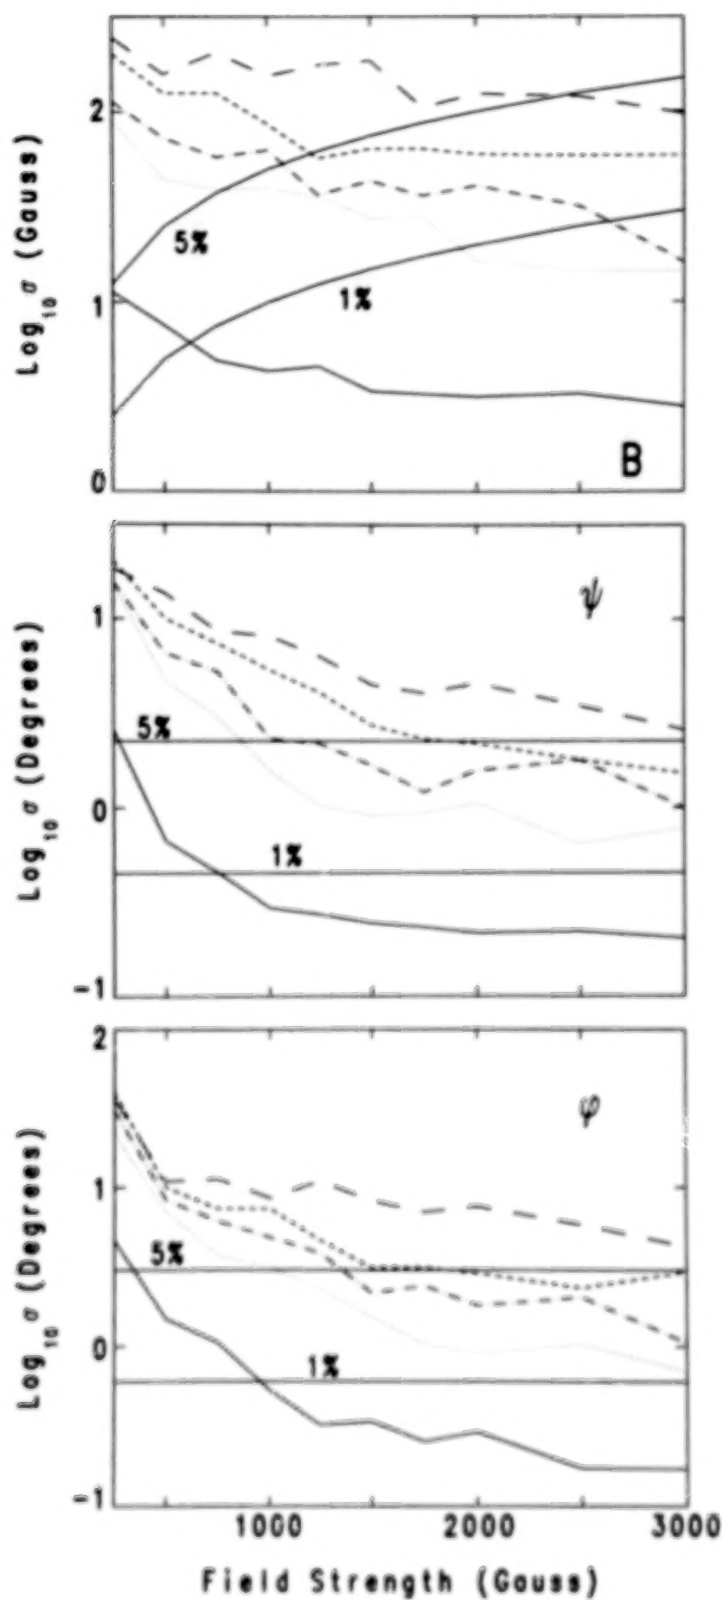 2
1
0
Log₁₀ σ (Gauss)
5%
1%
B
1
0
-1
Log₁₀ σ (Degrees)
ψ
5%
1%
2
1
0
-1
Log₁₀ σ (Degrees)
φ
5%
1%
1000 2000 3000
Field Strength (Gauss)